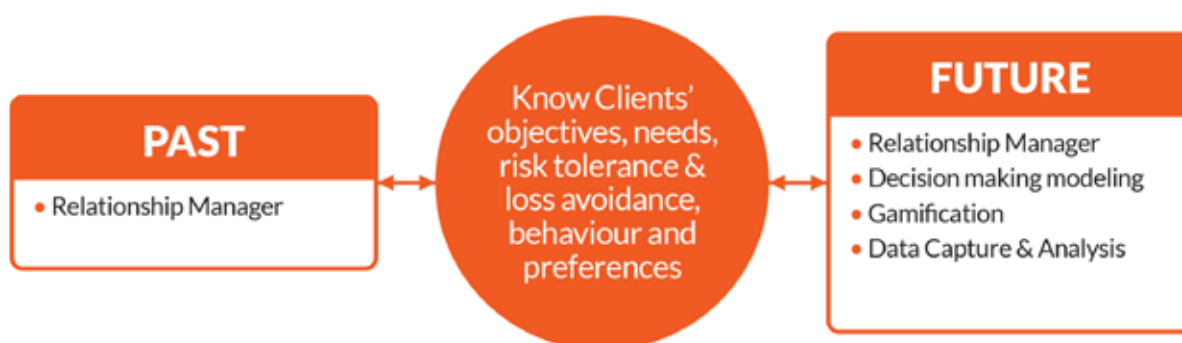 PAST
• Relationship Manager
Know Clients’
objectives, needs,
risk tolerance &
loss avoidance,
behaviour and
preferences
FUTURE
• Relationship Manager
• Decision making modeling
• Gamification
• Data Capture & Analysis